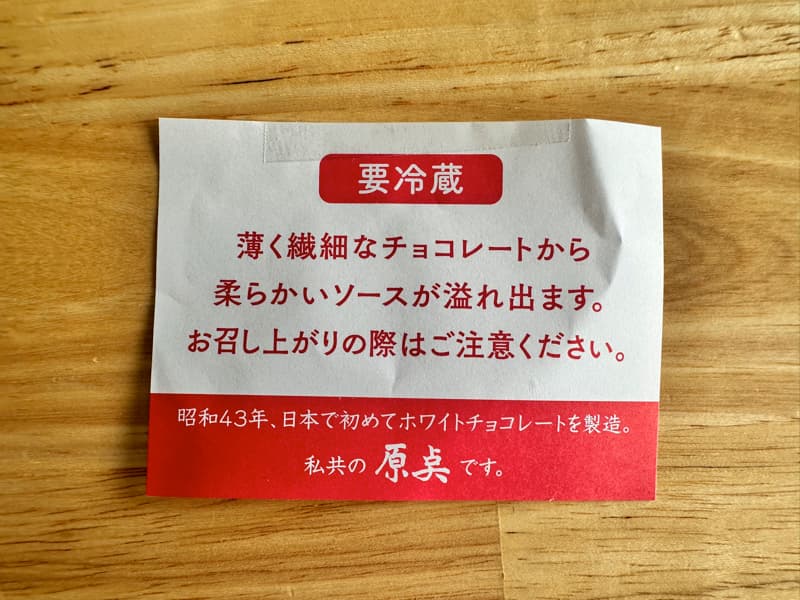 要冷蔵
薄く繊細なチョコレートから
柔らかいソースが溢れ出ます。
お召し上がりの際はご注意ください。
昭和43年、日本で初めてホワイトチョコレートを製造。
私共の 原点 です。